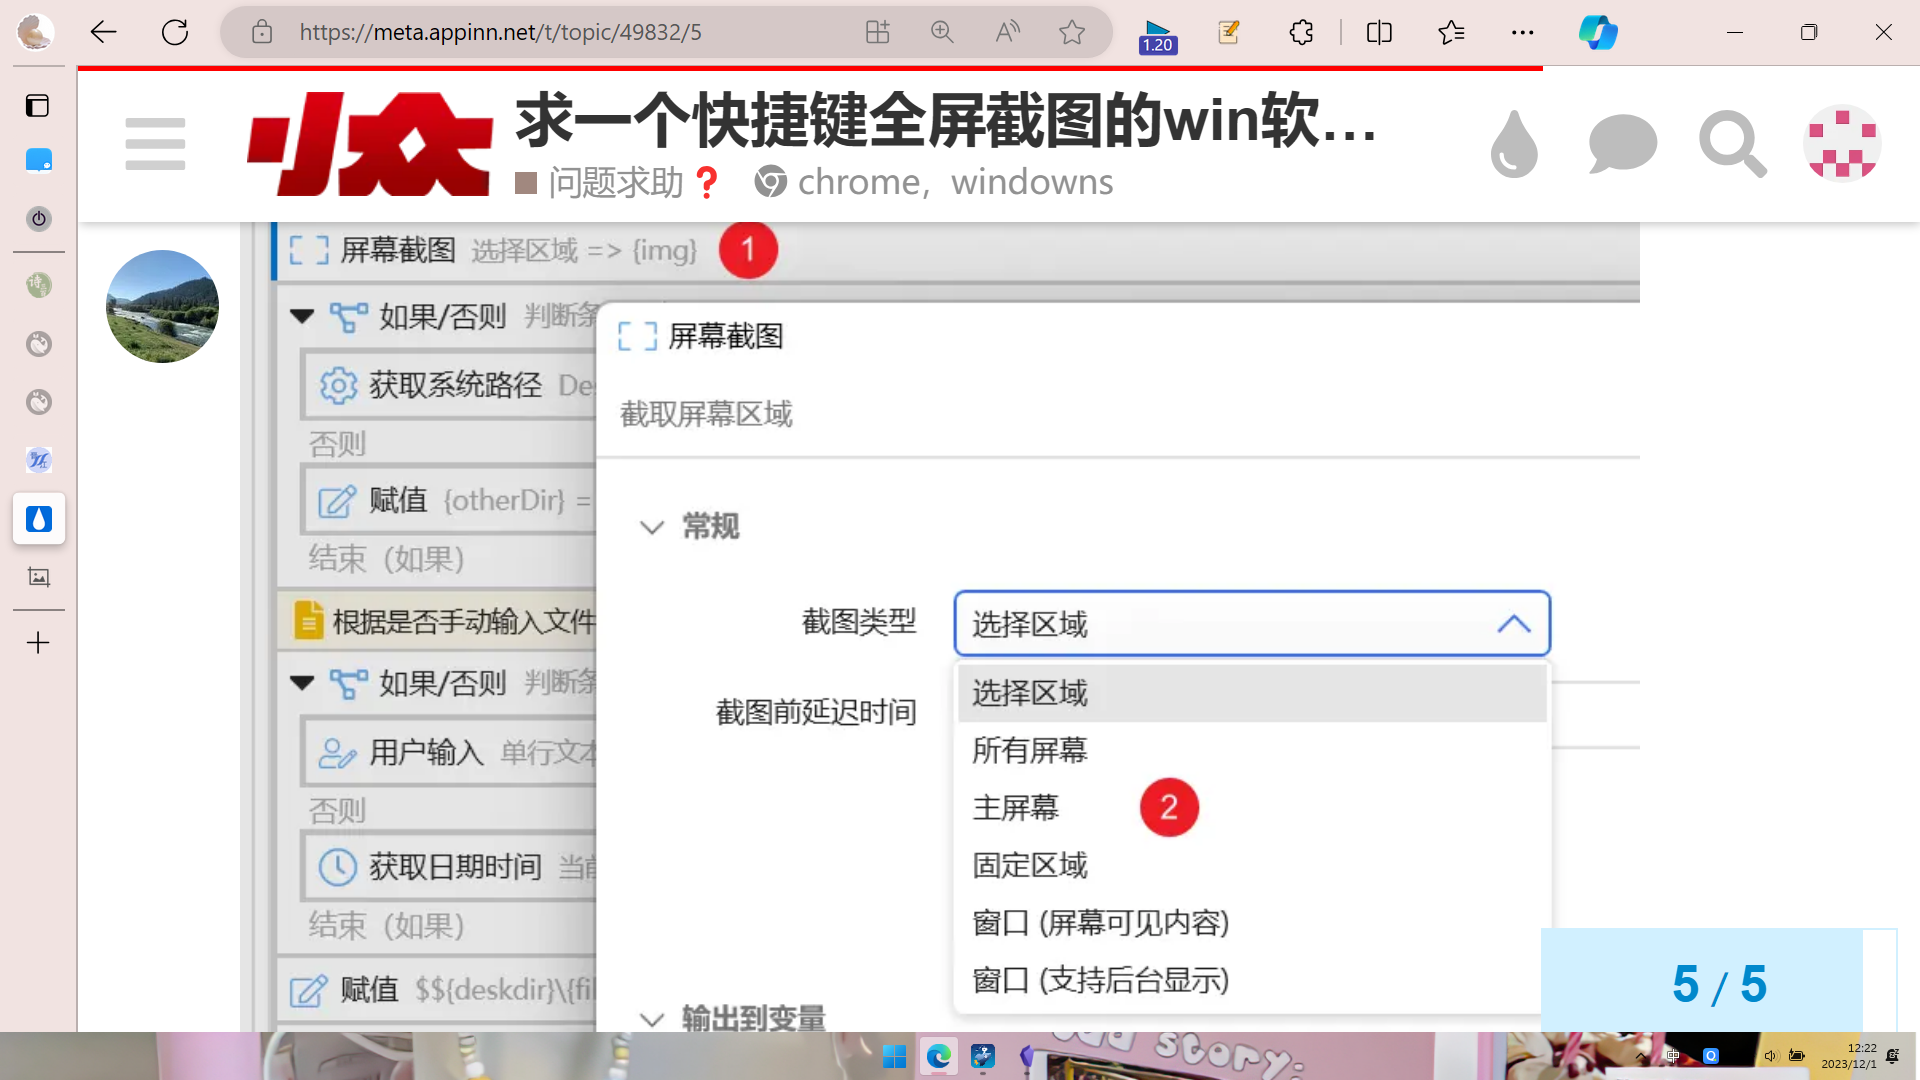 https://meta.appinn.net/t/topic/49832/5
1.20
小众
求一个快捷键全屏截图的win软…
问题求助❓ chrome，windowns
屏幕截图 选择区域 => {img} 1
如果/否则 判断条
屏幕截图
获取系统路径 Des
截取屏幕区域
否则
赋值 {otherDir} =
常规
结束（如果）
截图类型 选择区域
根据是否手动输入文件
如果/否则 判断条
选择区域
截图前延迟时间
用户输入 单行文本
所有屏幕
否则
主屏幕 2
获取日期时间 当前
固定区域
结束（如果）
窗口 (屏幕可见内容)
赋值 $${deskdir}\{fil
窗口 (支持后台显示)
5 / 5
输出到变量
story:
中
12:22
2023/12/1